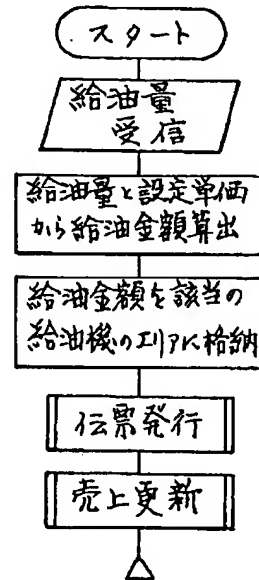 スタート
給油量
受信
給油量と設定単価
から給油金額算出
給油金額を該当の
給油機のエリアに格納
伝票発行
売上更新